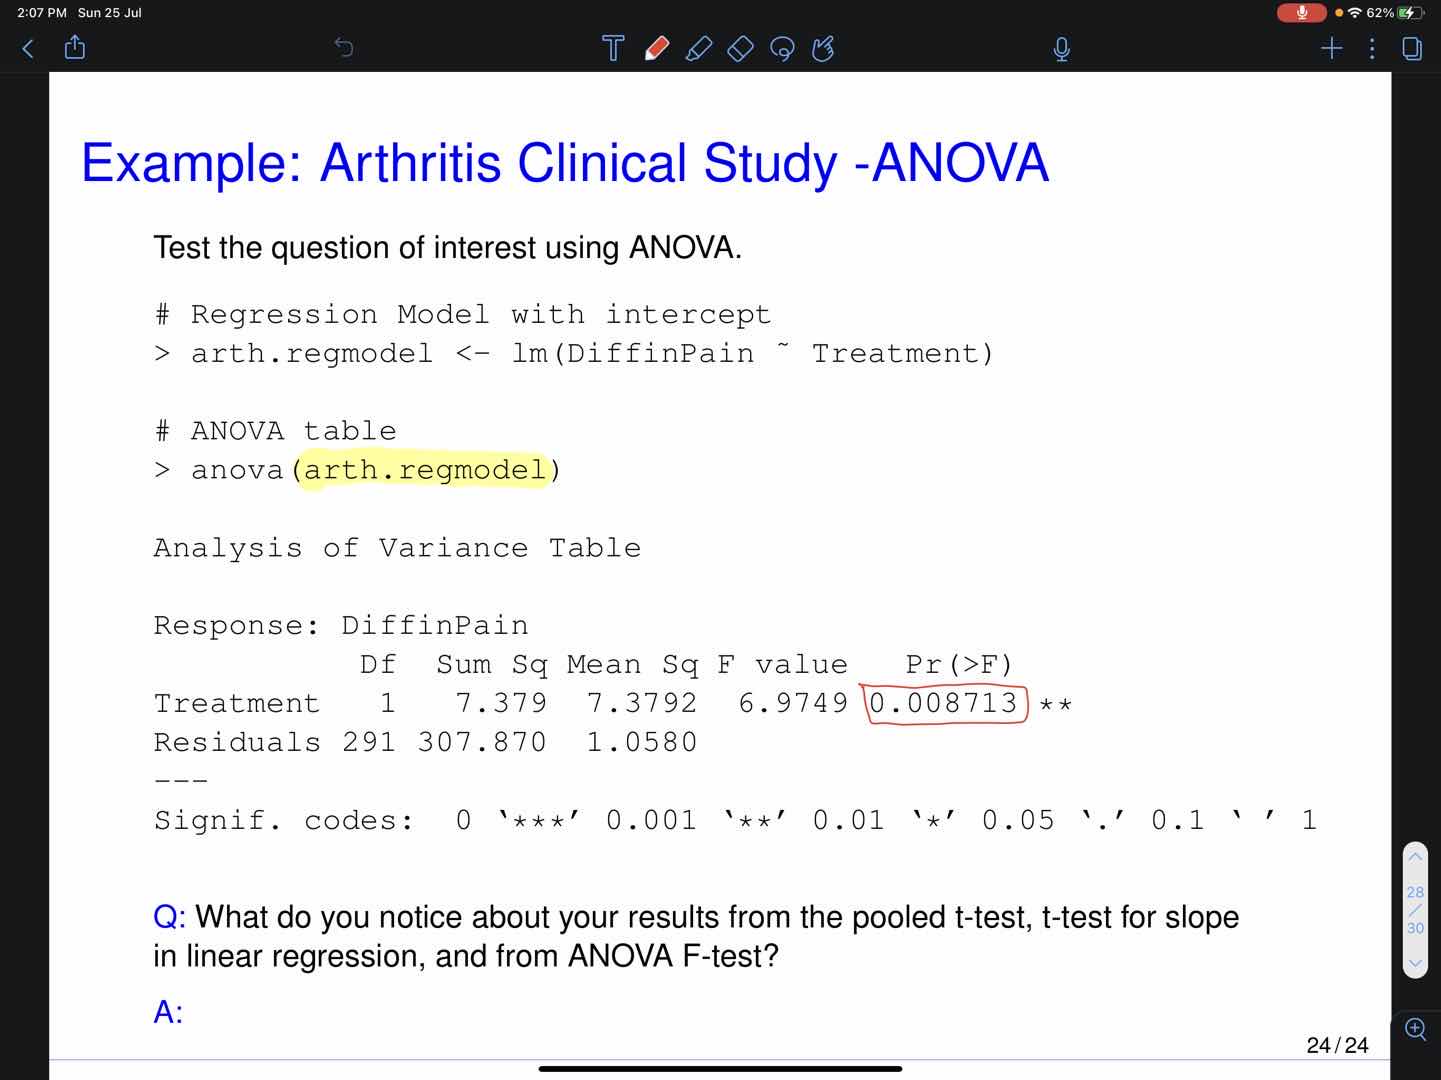 2:07 PM Sun 25 Jul
62%
Example: Arthritis Clinical Study -ANOVA
Test the question of interest using ANOVA.
# Regression Model with intercept
> arth.regmodel <- lm(DiffinPain ~ Treatment)
# ANOVA table
> anova(arth.regmodel)
Analysis of Variance Table
Response: DiffinPain
Df Sum Sq Mean Sq F value Pr(>F)
Treatment 1 7.379 7.3792 6.9749 0.008713 **
Residuals 291 307.870 1.0580
---
Signif. codes: 0 ‘***’ 0.001 ‘**’ 0.01 ‘*’ 0.05 ‘.’ 0.1 ‘ ’ 1
Q: What do you notice about your results from the pooled t-test, t-test for slope
in linear regression, and from ANOVA F-test?
A:
28
/
30
24/24